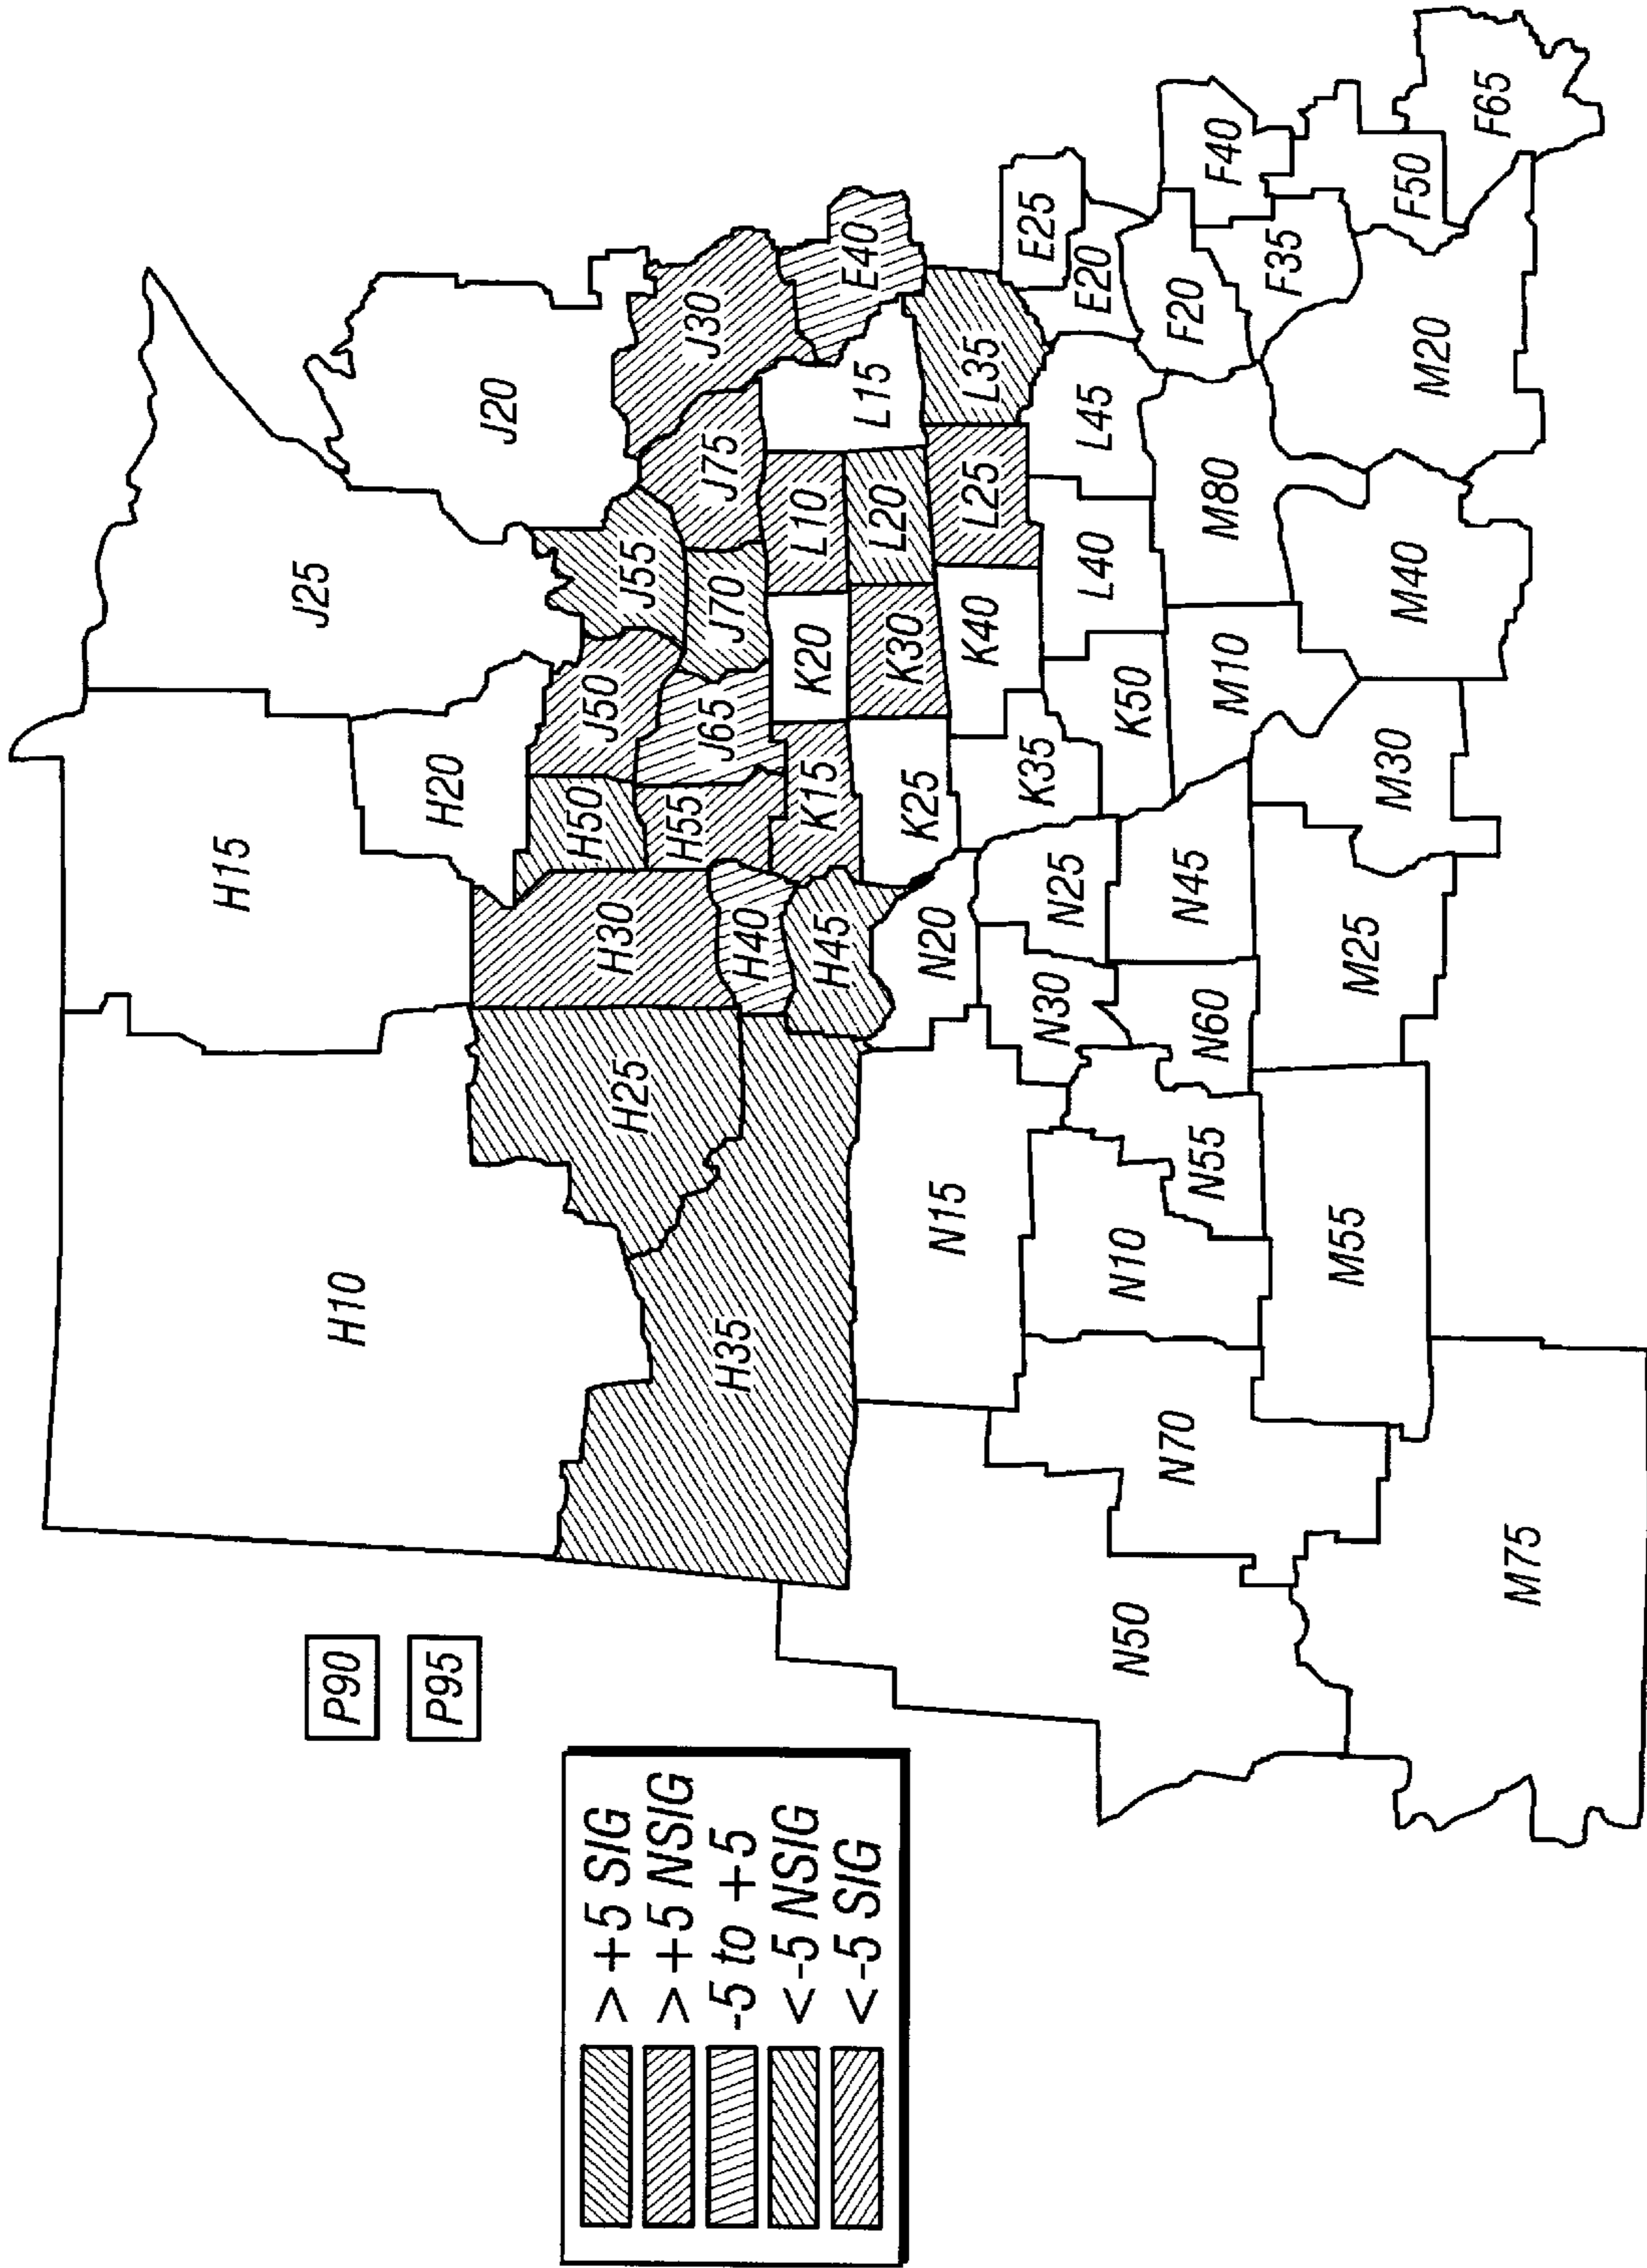 P90
P95
> +5 SIG
> +5 NSIG
-5 to +5
<-5 NSIG
<-5 SIG
H10
H15
J25
H20
J20
H25
H30
H50
J50
J55
H35
H40
H55
J65
J70
J75
J30
H45
K15
K20
L10
L15
E40
N15
N20
K25
K30
L20
L25
L35
K35
K40
E25
N50
N70
N10
N30
N25
K50
L40
L45
E20
N55
N60
N45
M10
M80
F20
F40
M55
M25
M30
M40
M20
F35
F50
M75
F65